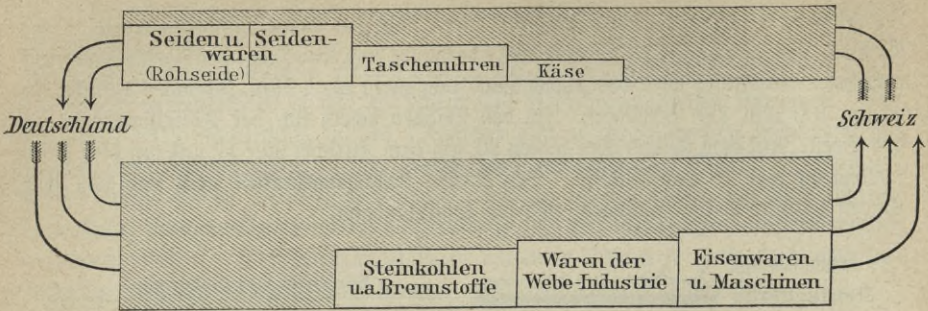 Seiden u. Seiden-
waren
(Rohseide)
Taschenuhren
Käse
Deutschland
Schweiz
Steinkohlen
u.a. Brennstoffe
Waren der
Webe-Industrie
Eisenwaren
u. Maschinen